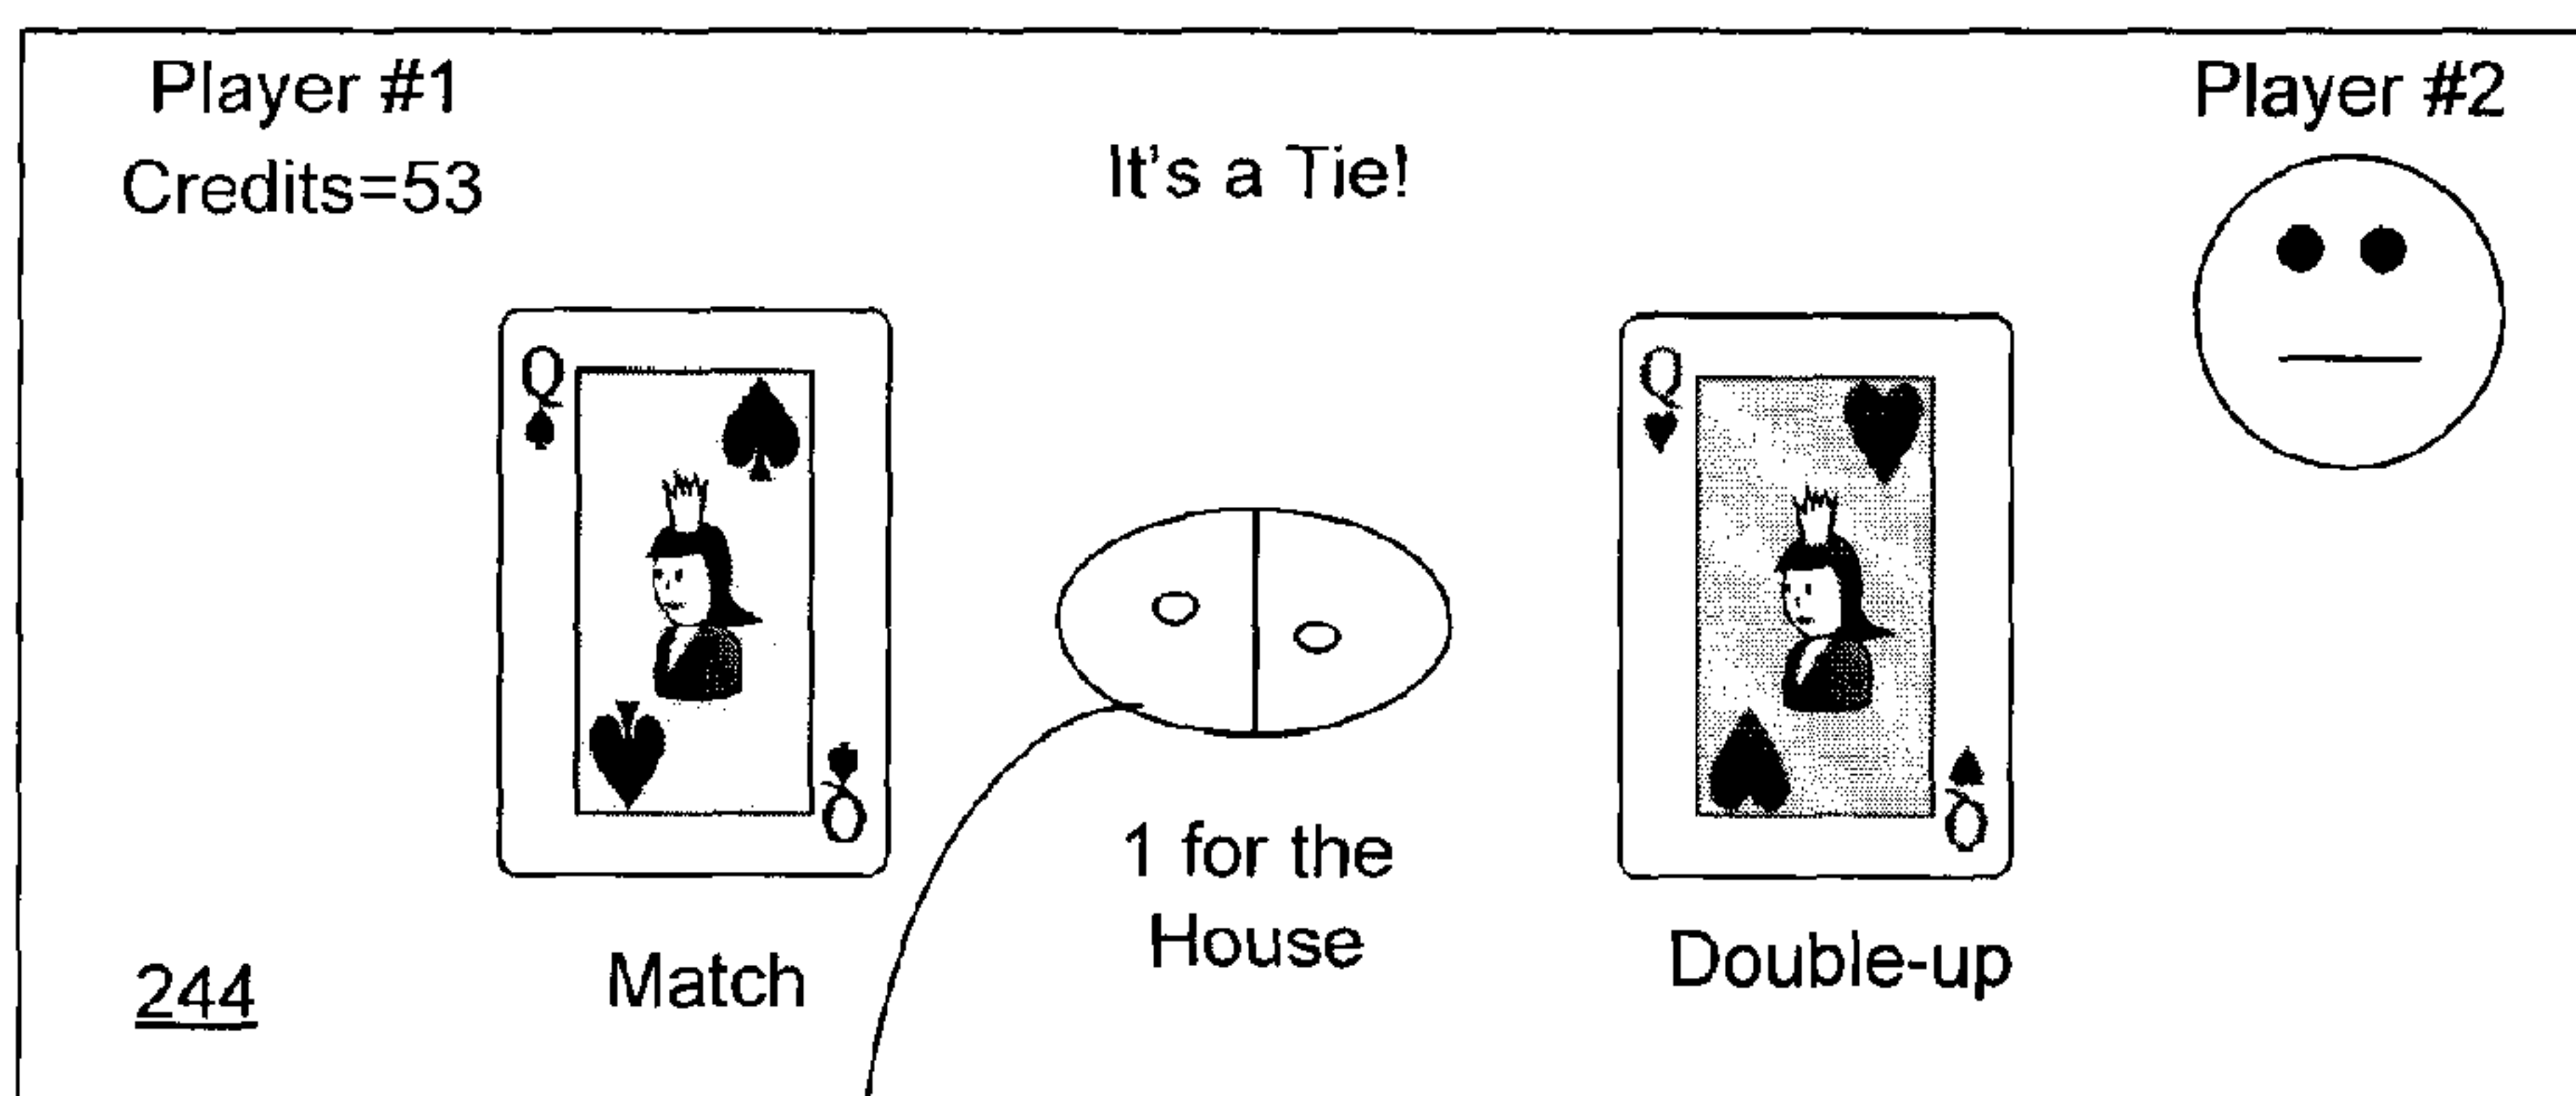 Player #1
Credits=53
It's a Tie!
Player #2
Q
Q
Q
Q
1 for the
House
Match
Double-up
244